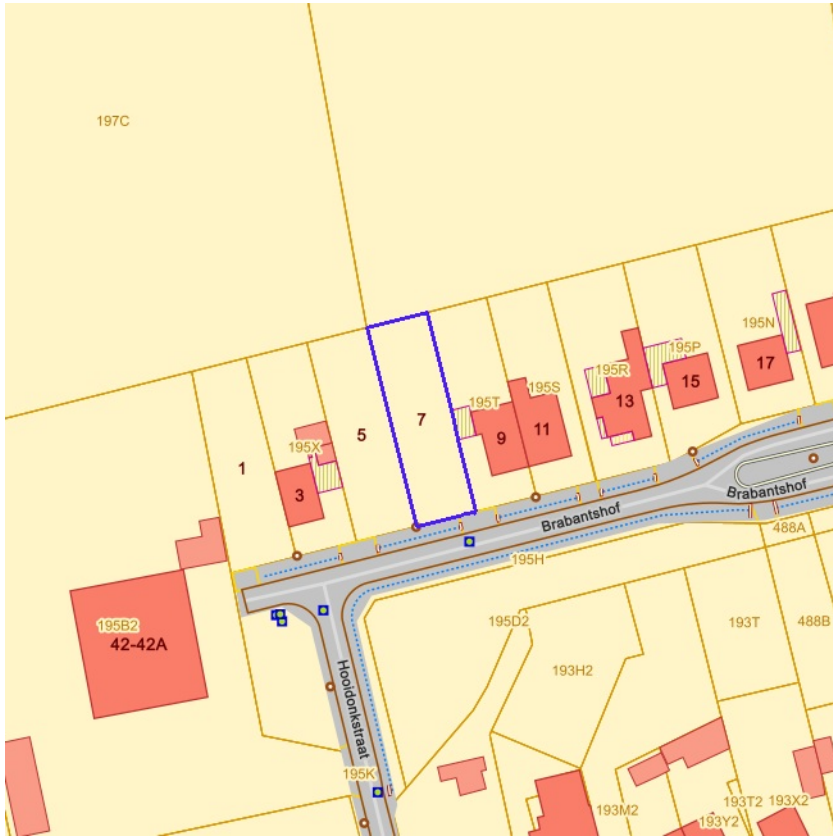 197C
195N
195P
17
195R
15
195S
195T
13
7
5
11
9
195X
1
3
Brabantshof
Brabantshof
488A
195H
195B2
195D2
193T
488B
42-42A
193H2
Hooidonkstraat
195K
193M2
193T2
193X2
193Y2